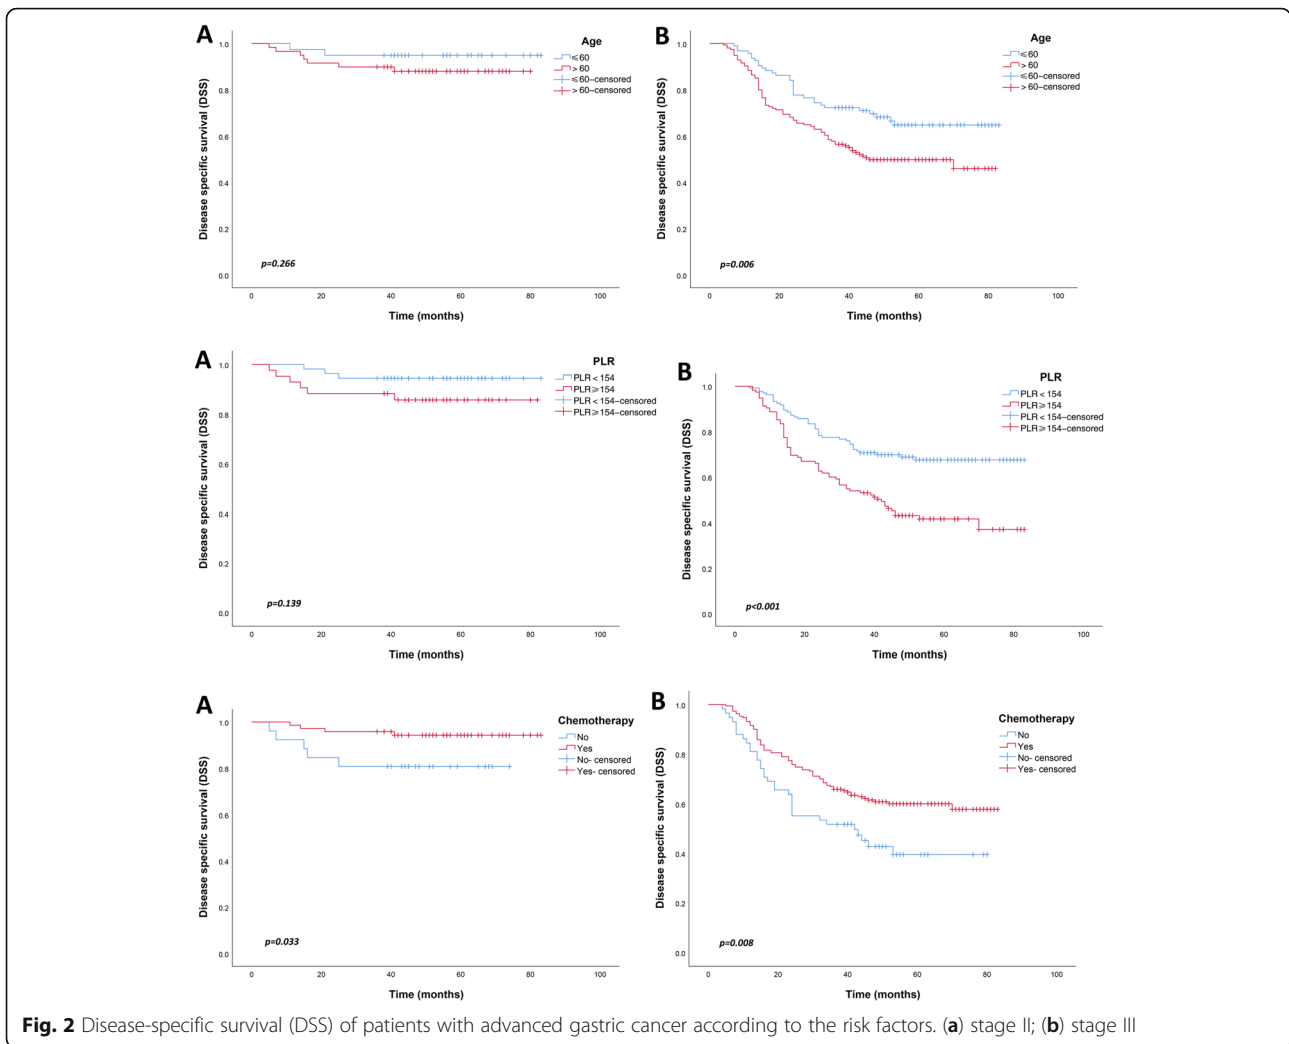 A
Age
≤60
>60
≤60-censored
>60-censored
Disease specific survival (DSS)
1.0
0.8
0.6
0.4
0.2
0.0
p=0.266
0 20 40 60 80 100
Time (months)
B
Age
≤60
>60
≤60-censored
>60-censored
Disease specific survival (DSS)
1.0
0.8
0.6
0.4
0.2
0.0
p=0.006
0 20 40 60 80 100
Time (months)
A
PLR
PLR<154
PLR≥154
PLR<154-censored
PLR≥154-censored
Disease specific survival (DSS)
1.0
0.8
0.6
0.4
0.2
0.0
p=0.139
0 20 40 60 80 100
Time (months)
B
PLR
PLR<154
PLR≥154
PLR<154-censored
PLR≥154-censored
Disease specific survival (DSS)
1.0
0.8
0.6
0.4
0.2
0.0
p<0.001
0 20 40 60 80 100
Time (months)
A
Chemotherapy
No
Yes
No- censored
Yes- censored
Disease specific survival (DSS)
1.0
0.8
0.6
0.4
0.2
0.0
p=0.033
0 20 40 60 80 100
Time (months)
B
Chemotherapy
No
Yes
No- censored
Yes- censored
Disease specific survival (DSS)
1.0
0.8
0.6
0.4
0.2
0.0
p=0.008
0 20 40 60 80 100
Time (months)
Fig. 2 Disease-specific survival (DSS) of patients with advanced gastric cancer according to the risk factors. (a) stage II; (b) stage III